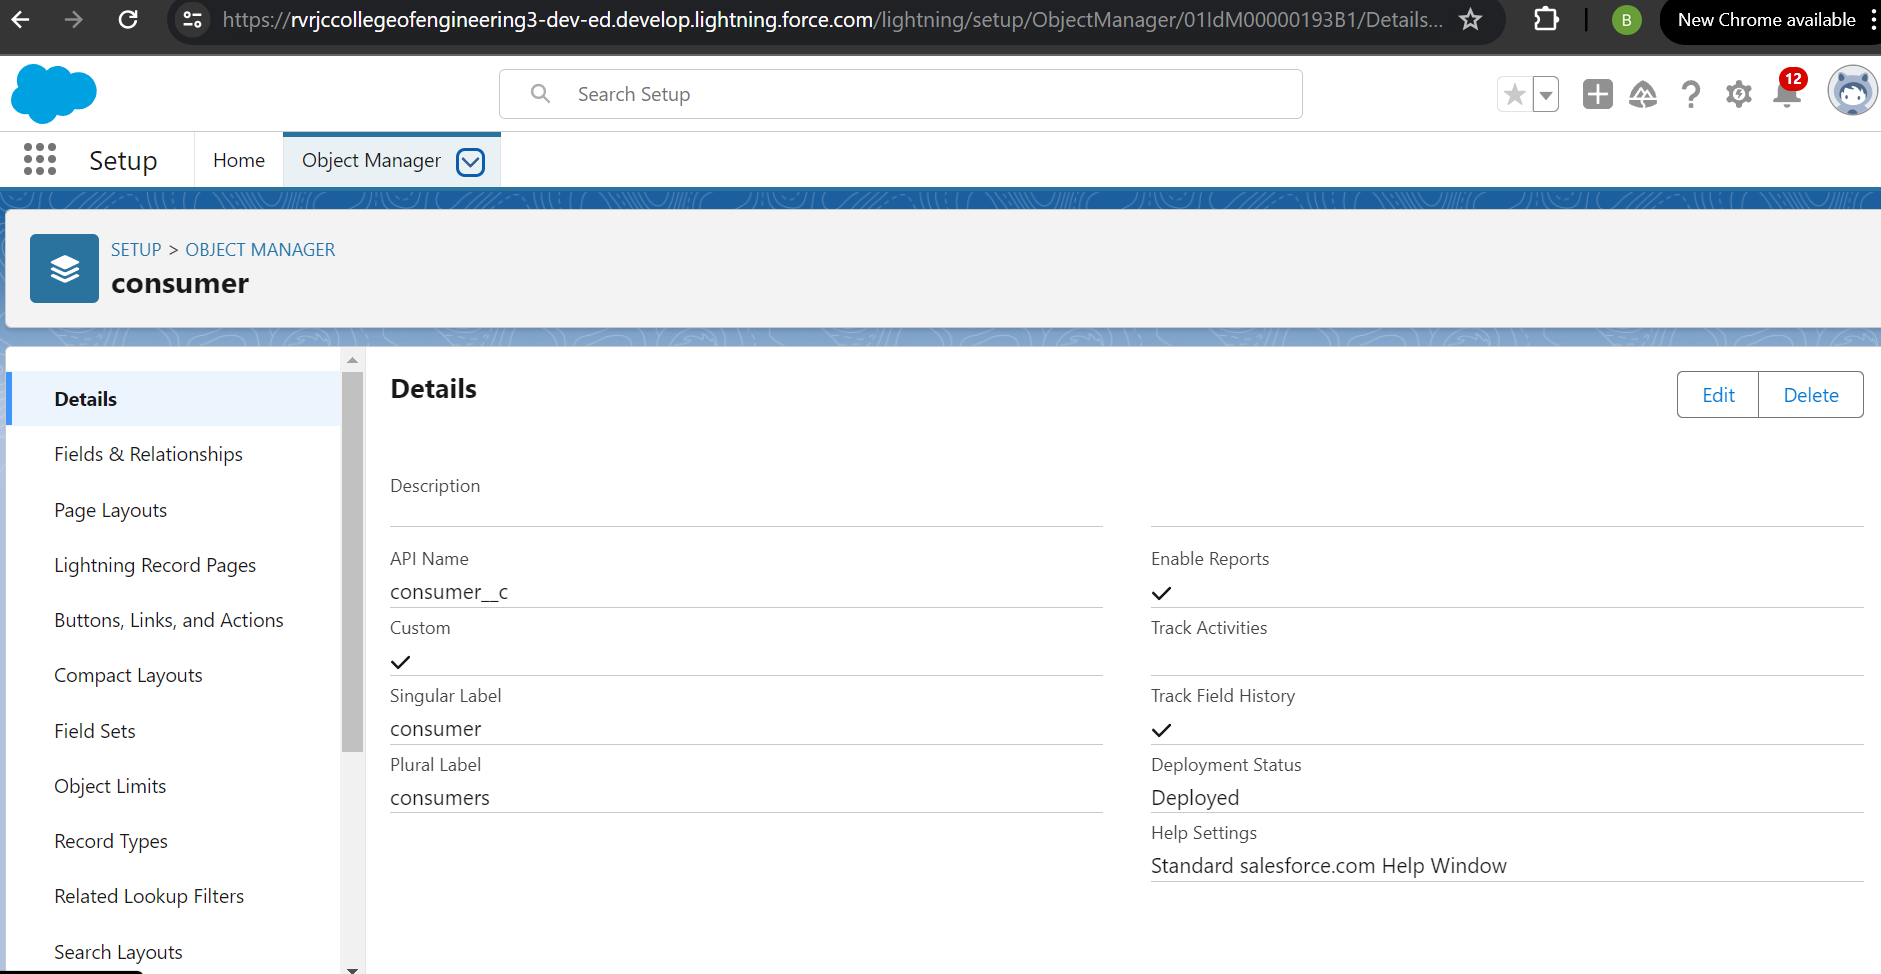 https://rvrjccollegeofengineering3-dev-ed.develop.lightning.force.com/lightning/setup/ObjectManager/01IdM00000193B1/Details...
B
New Chrome available
Search Setup
12
Setup
Home
Object Manager
SETUP > OBJECT MANAGER
consumer
Details
Fields & Relationships
Page Layouts
Lightning Record Pages
Buttons, Links, and Actions
Compact Layouts
Field Sets
Object Limits
Record Types
Related Lookup Filters
Search Layouts
Details
Edit
Delete
Description
API Name
consumer__c
Custom
Singular Label
consumer
Plural Label
consumers
Enable Reports
Track Activities
Track Field History
Deployment Status
Deployed
Help Settings
Standard salesforce.com Help Window